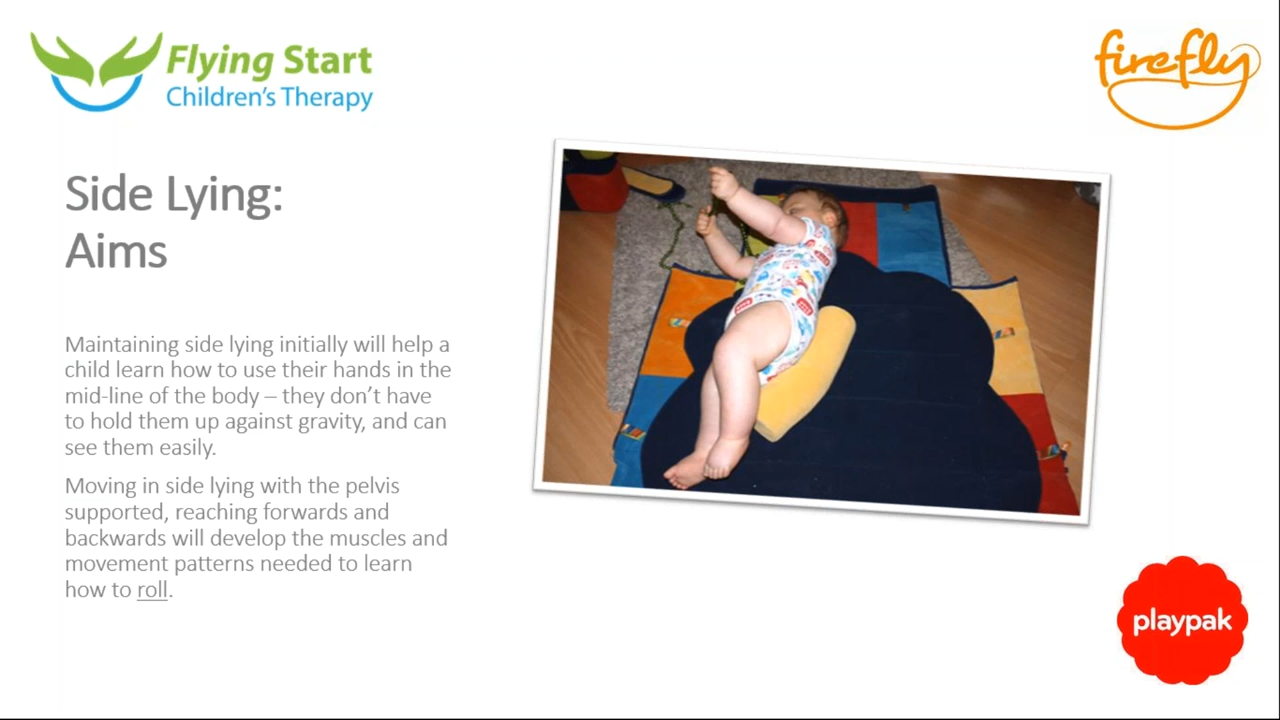 Flying Start
Children's Therapy
firefly
Side Lying:
Aims
Maintaining side lying initially will help a
child learn how to use their hands in the
mid-line of the body – they don't have
to hold them up against gravity, and can
see them easily.
Moving in side lying with the pelvis
supported, reaching forwards and
backwards will develop the muscles and
movement patterns needed to learn
how to roll.
playpak